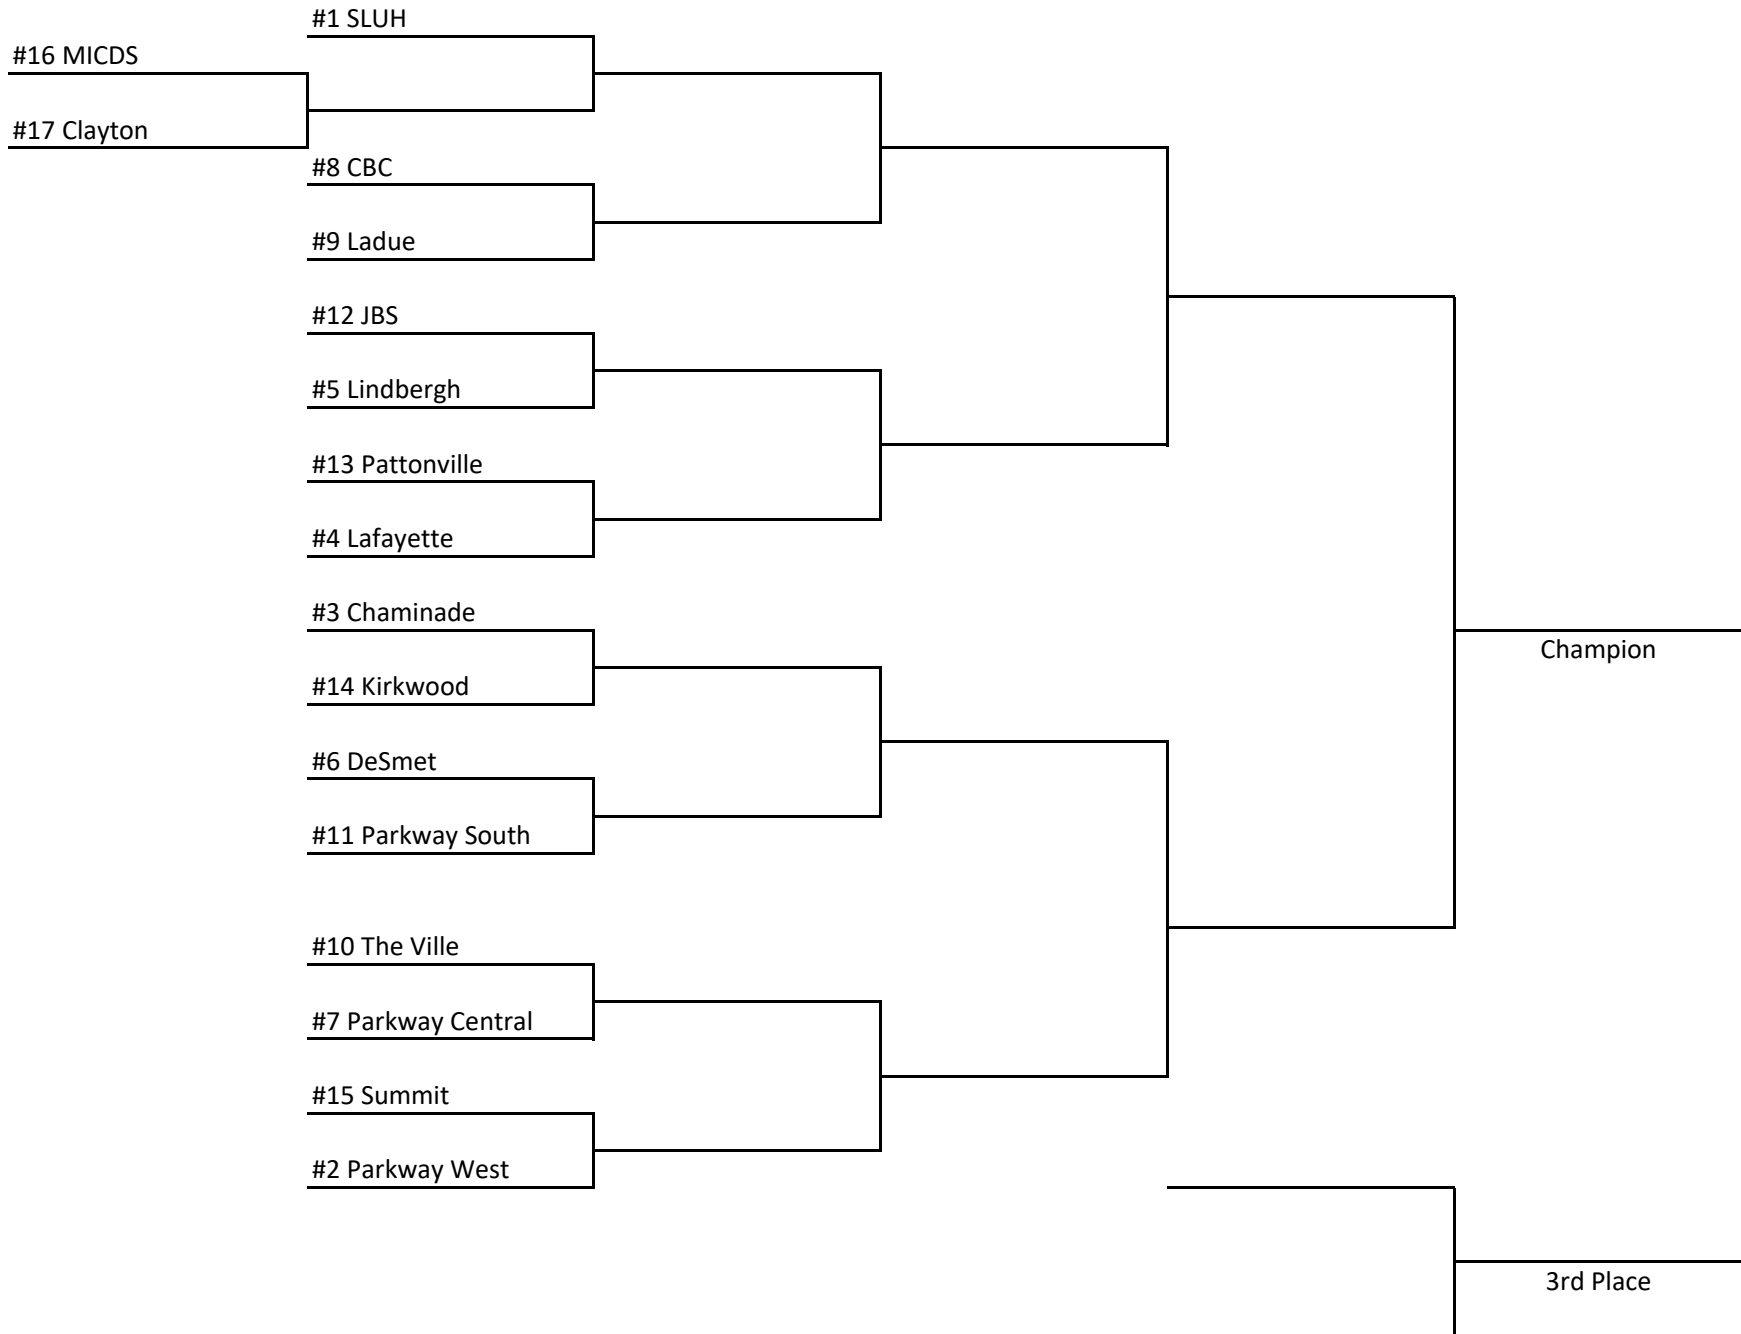 #1 SLUH
#16 MICDS
#17 Clayton
#8 CBC
#9 Ladue
#12 JBS
#5 Lindbergh
#13 Pattonville
#4 Lafayette
#3 Chaminade
Champion
#14 Kirkwood
#6 DeSmet
#11 Parkway South
#10 The Ville
#7 Parkway Central
#15 Summit
#2 Parkway West
3rd Place